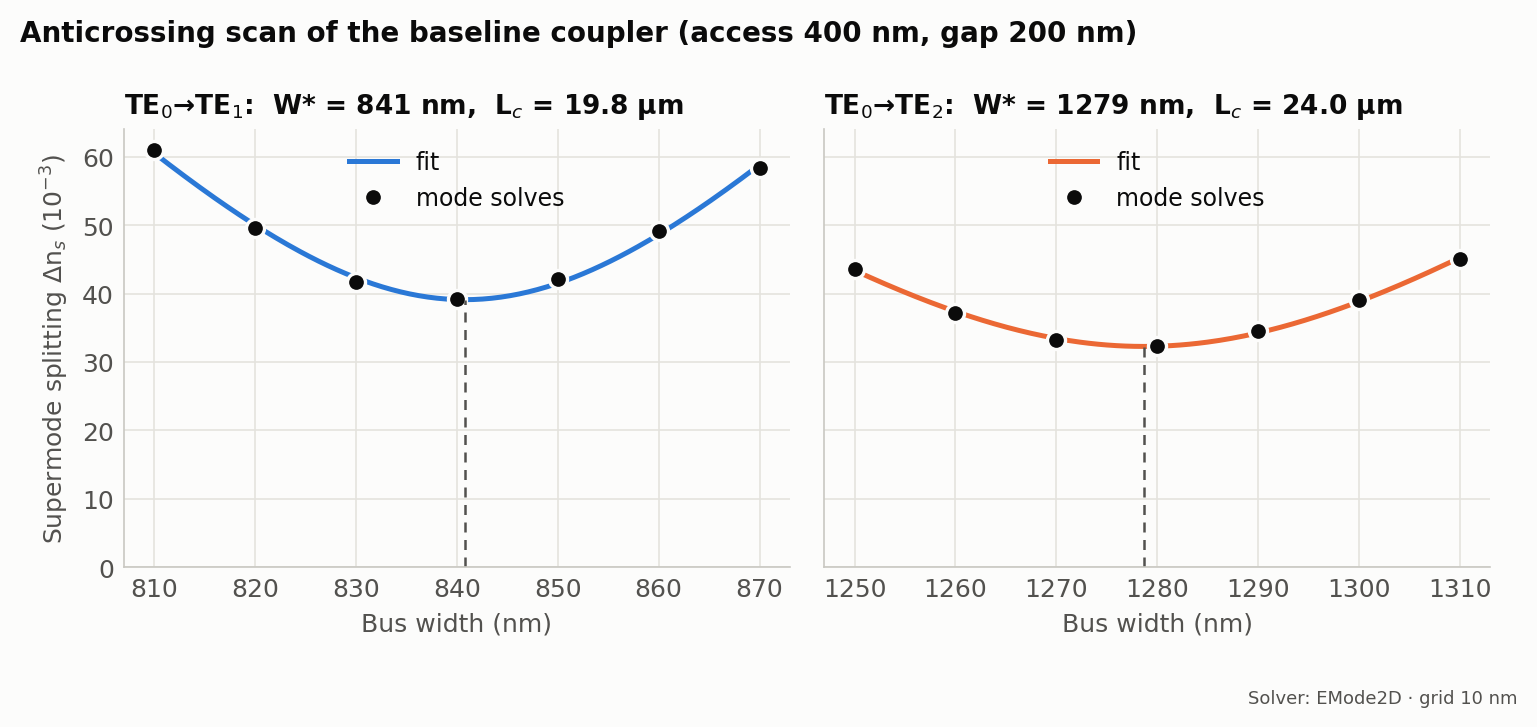 Anticrossing scan of the baseline coupler (access 400 nm, gap 200 nm)
TE₀→TE₁: W* = 841 nm, L꜀ = 19.8 µm
fit
mode solves
Supermode splitting Δnₛ (10⁻³)
60
50
40
30
20
10
0
810 820 830 840 850 860 870
Bus width (nm)
TE₀→TE₂: W* = 1279 nm, L꜀ = 24.0 µm
fit
mode solves
1250 1260 1270 1280 1290 1300 1310
Bus width (nm)
Solver: EMode2D · grid 10 nm